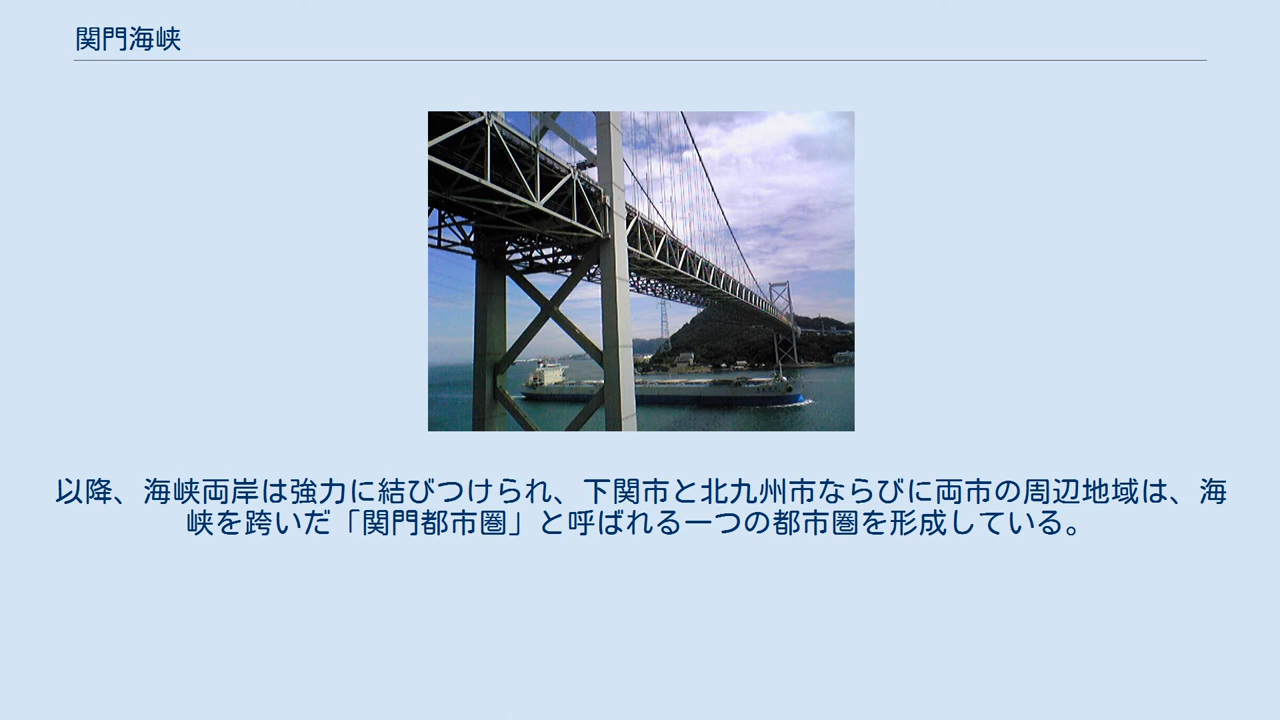 関門海峡
以降、海峡両岸は強力に結びつけられ、下関市と北九州市ならびに両市の周辺地域は、海
峡を跨いだ「関門都市圏」と呼ばれる一つの都市圏を形成している。